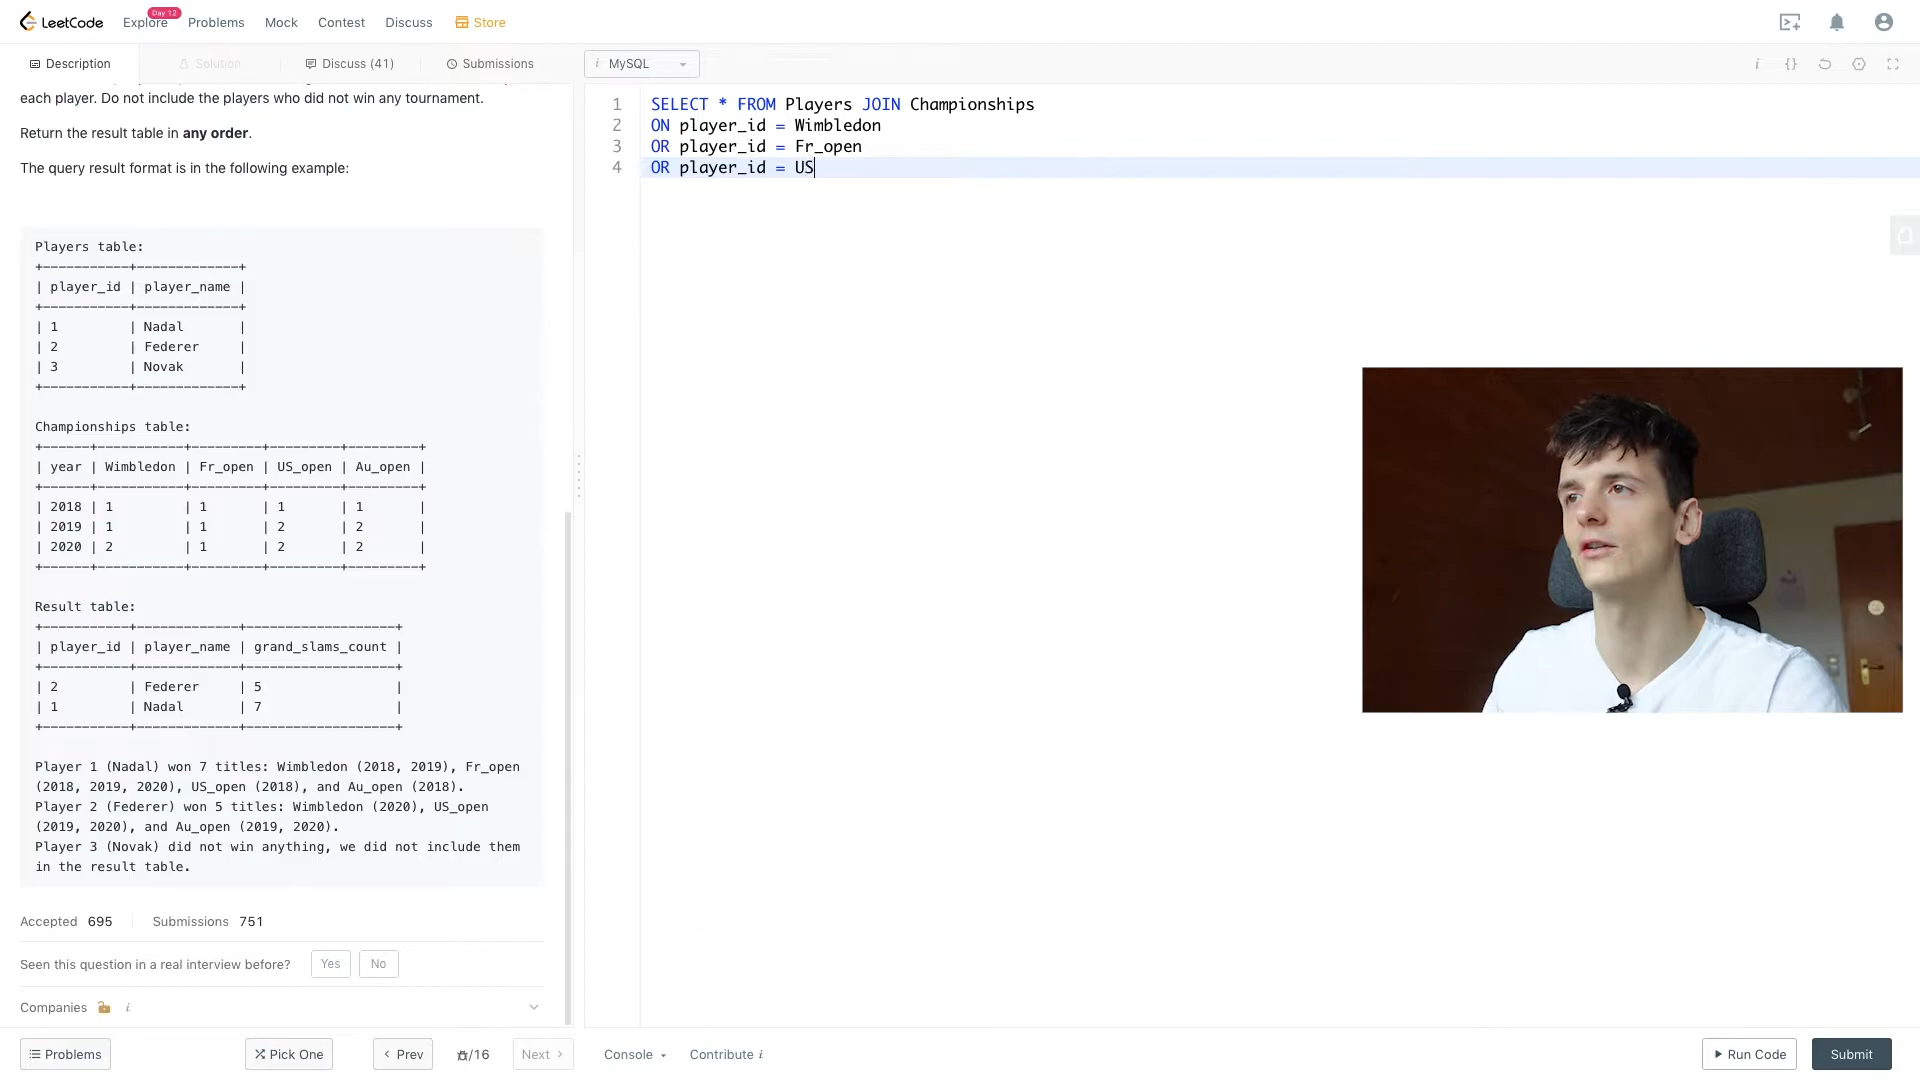 LeetCode
Explore
Day 12
Problems
Mock
Contest
Discuss
Store
Description
Solution
Discuss (41)
Submissions
i MySQL
each player. Do not include the players who did not win any tournament.
Return the result table in any order.
The query result format is in the following example:
Players table:
+-----------+-------------+
| player_id | player_name |
+-----------+-------------+
| 1         | Nadal       |
| 2         | Federer     |
| 3         | Novak       |
+-----------+-------------+
Championships table:
+------+-----------+---------+---------+---------+
| year | Wimbledon | Fr_open | US_open | Au_open |
+------+-----------+---------+---------+---------+
| 2018 | 1         | 1       | 1       | 1       |
| 2019 | 1         | 1       | 2       | 2       |
| 2020 | 2         | 1       | 2       | 2       |
+------+-----------+---------+---------+---------+
Result table:
+-----------+-------------+-------------------+
| player_id | player_name | grand_slams_count |
+-----------+-------------+-------------------+
| 2         | Federer     | 5                 |
| 1         | Nadal       | 7                 |
+-----------+-------------+-------------------+
Player 1 (Nadal) won 7 titles: Wimbledon (2018, 2019), Fr_open
(2018, 2019, 2020), US_open (2018), and Au_open (2018).
Player 2 (Federer) won 5 titles: Wimbledon (2020), US_open
(2019, 2020), and Au_open (2019, 2020).
Player 3 (Novak) did not win anything, we did not include them
in the result table.
Accepted 695
Submissions 751
Seen this question in a real interview before?
Yes
No
Companies i
1 SELECT * FROM Players JOIN Championships
2 ON player_id = Wimbledon
3 OR player_id = Fr_open
4 OR player_id = US
i {}
Problems
Pick One
< Prev
/16
Next >
Console
Contribute i
Run Code
Submit